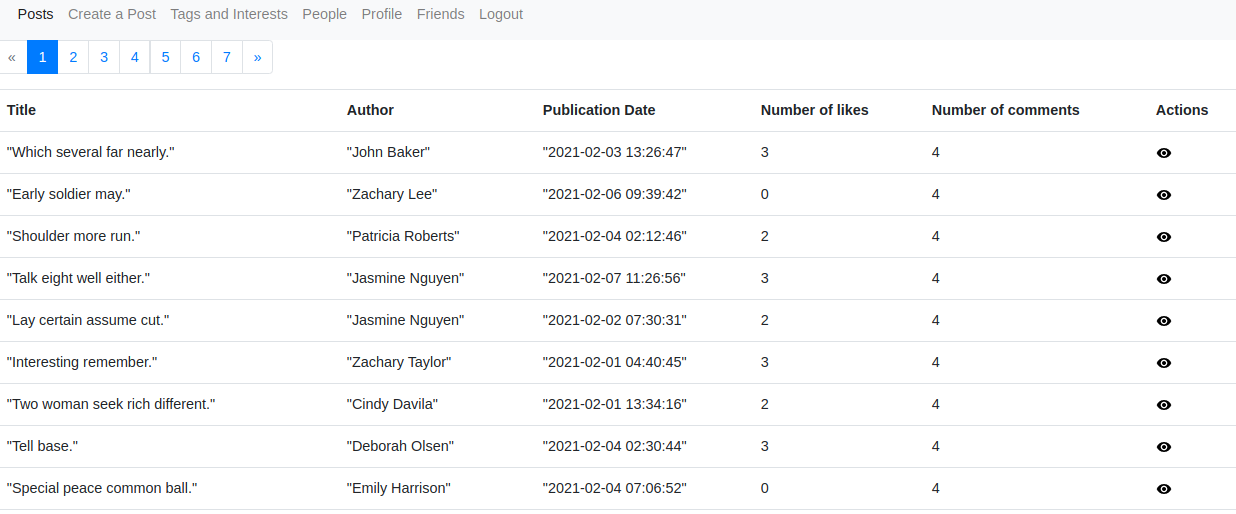 Posts Create a Post Tags and Interests People Profile Friends Logout
« 1 2 3 4 5 6 7 »
Title Author Publication Date Number of likes Number of comments Actions
"Which several far nearly." "John Baker" "2021-02-03 13:26:47" 3 4
"Early soldier may." "Zachary Lee" "2021-02-06 09:39:42" 0 4
"Shoulder more run." "Patricia Roberts" "2021-02-04 02:12:46" 2 4
"Talk eight well either." "Jasmine Nguyen" "2021-02-07 11:26:56" 3 4
"Lay certain assume cut." "Jasmine Nguyen" "2021-02-02 07:30:31" 2 4
"Interesting remember." "Zachary Taylor" "2021-02-01 04:40:45" 3 4
"Two woman seek rich different." "Cindy Davila" "2021-02-01 13:34:16" 2 4
"Tell base." "Deborah Olsen" "2021-02-04 02:30:44" 3 4
"Special peace common ball." "Emily Harrison" "2021-02-04 07:06:52" 0 4